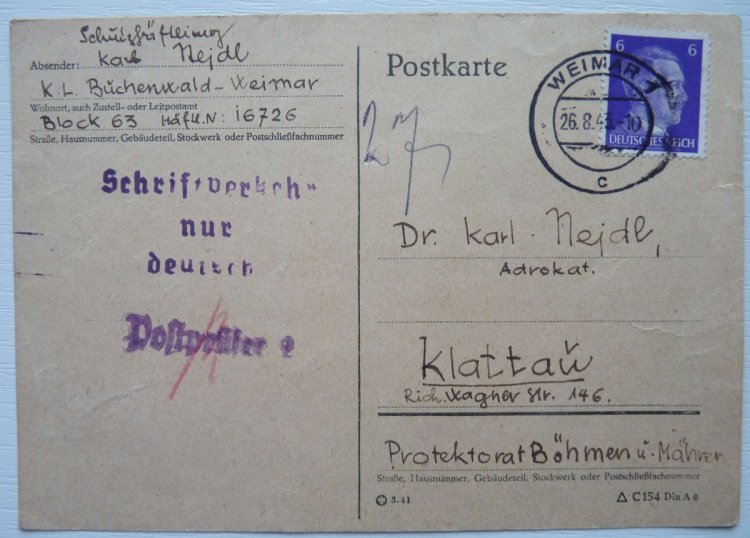 Schutzhäftling
Absender: Karl Nejdl
K.L Buchenwald-Weimar
Wohnort, auch Zustell- oder Leitpostamt
Block 63 Hdfl.N: 16726
Straße, Hausnummer, Gebäudeteil, Stockwerk oder Postschließfachnummer
Schriftverkeh
nur
deutsch
Postprüfer 2
Postkarte
WEIMAR 1
26.8.43.-10
c
6 6
DEUTSCHES REICH
Dr. Karl Nejdl,
Advokat.
Klattau
Rich. Wagner Str. 146.
Protektorat Böhmen u. Mähren
Straße, Hausnummer, Gebäudeteil, Stockwerk oder Postschließfachnummer
3.41
C 154 Din A 6